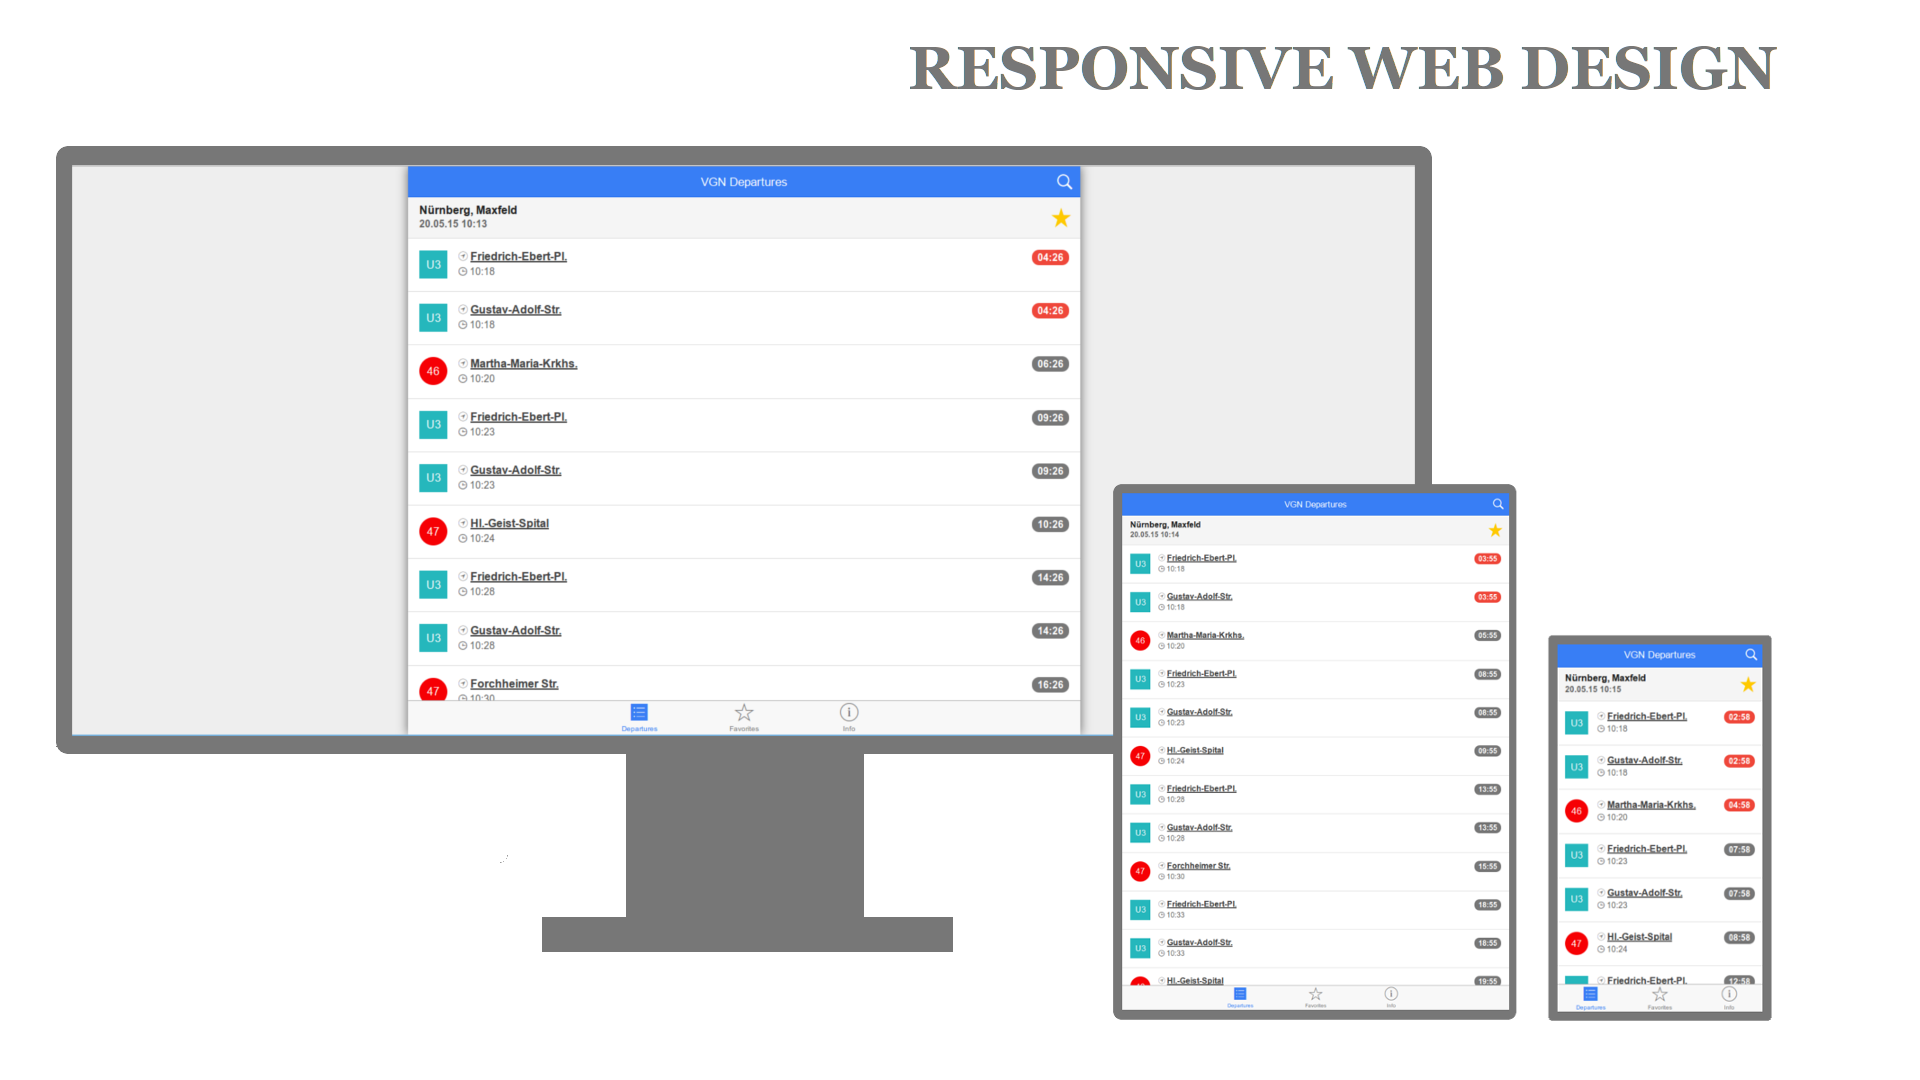 RESPONSIVE WEB DESIGN
VGN Departures
Nürnberg, Maxfeld
20.05.15 10:13
U3 Friedrich-Ebert-Pl. 04:26
10:18
U3 Gustav-Adolf-Str. 04:26
10:18
46 Martha-Maria-Krkhs. 06:26
10:20
U3 Friedrich-Ebert-Pl. 09:26
10:23
U3 Gustav-Adolf-Str. 09:26
10:23
47 Hl.-Geist-Spital 10:26
10:24
U3 Friedrich-Ebert-Pl. 14:26
10:28
U3 Gustav-Adolf-Str. 14:26
10:28
47 Forchheimer Str. 16:26
10:30
Departures Favorites Info
VGN Departures
Nürnberg, Maxfeld
20.05.15 10:14
U3 Friedrich-Ebert-Pl. 03:55
10:18
U3 Gustav-Adolf-Str. 03:55
10:18
46 Martha-Maria-Krkhs. 05:55
10:20
U3 Friedrich-Ebert-Pl. 08:55
10:23
U3 Gustav-Adolf-Str. 08:55
10:23
47 Hl.-Geist-Spital 09:55
10:24
U3 Friedrich-Ebert-Pl. 13:55
10:28
U3 Gustav-Adolf-Str. 13:55
10:28
47 Forchheimer Str. 15:55
10:30
U3 Friedrich-Ebert-Pl. 18:55
10:33
U3 Gustav-Adolf-Str. 18:55
10:33
Hl.-Geist-Spital 19:55
Departures Favorites Info
VGN Departures
Nürnberg, Maxfeld
20.05.15 10:15
U3 Friedrich-Ebert-Pl. 02:58
10:18
U3 Gustav-Adolf-Str. 02:58
10:18
46 Martha-Maria-Krkhs. 04:58
10:20
U3 Friedrich-Ebert-Pl. 07:58
10:23
U3 Gustav-Adolf-Str. 07:58
10:23
47 Hl.-Geist-Spital 08:58
10:24
Friedrich-Ebert-Pl. 12:58
Departures Favorites Info